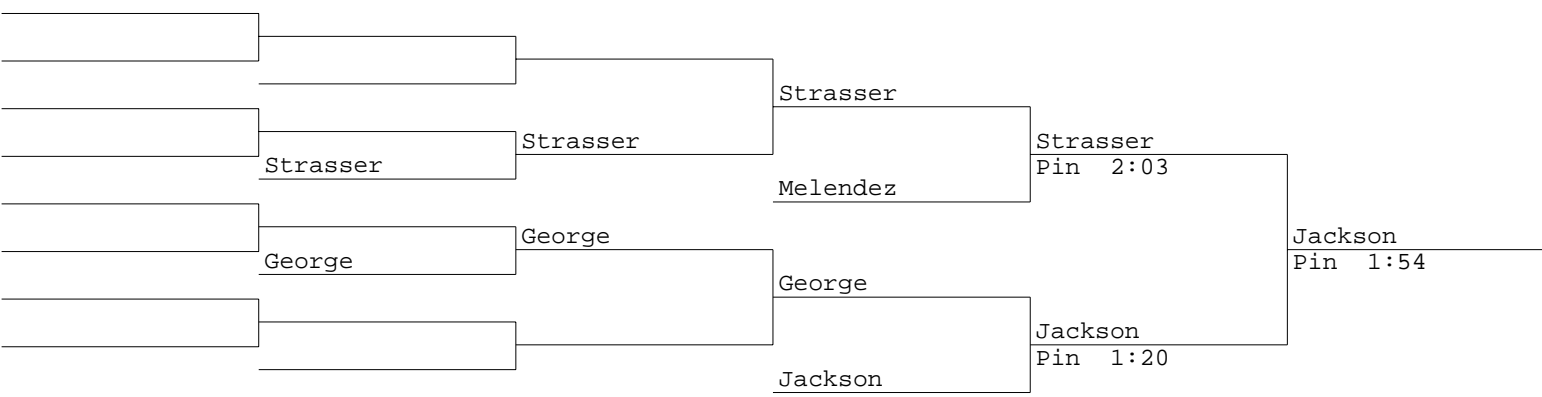 Strasser
Strasser
Strasser
Strasser
Pin 2:03
Melendez
George
George
Jackson
Pin 1:54
George
Jackson
Pin 1:20
Jackson